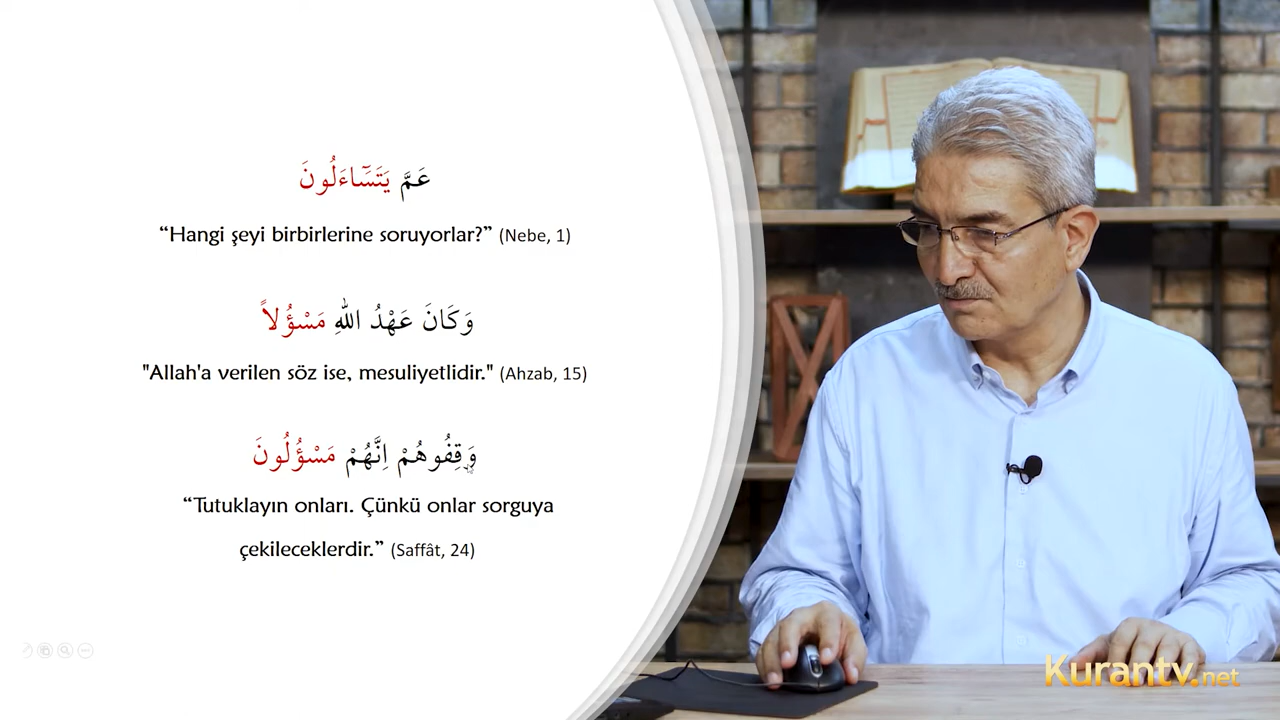 عَمَّ يَتَسَٓاءَلُونَ
“Hangi şeyi birbirlerine soruyorlar?” (Nebe, 1)
وَكَانَ عَهْدُ اللّٰهِ مَسْؤُلاً
"Allah'a verilen söz ise, mesuliyetlidir." (Ahzab, 15)
وَقِفُوهُمْ اِنَّهُمْ مَسْؤُلُونَ
“Tutuklayın onları. Çünkü onlar sorguya
çekileceklerdir.” (Saffât, 24)
Kurantv.net